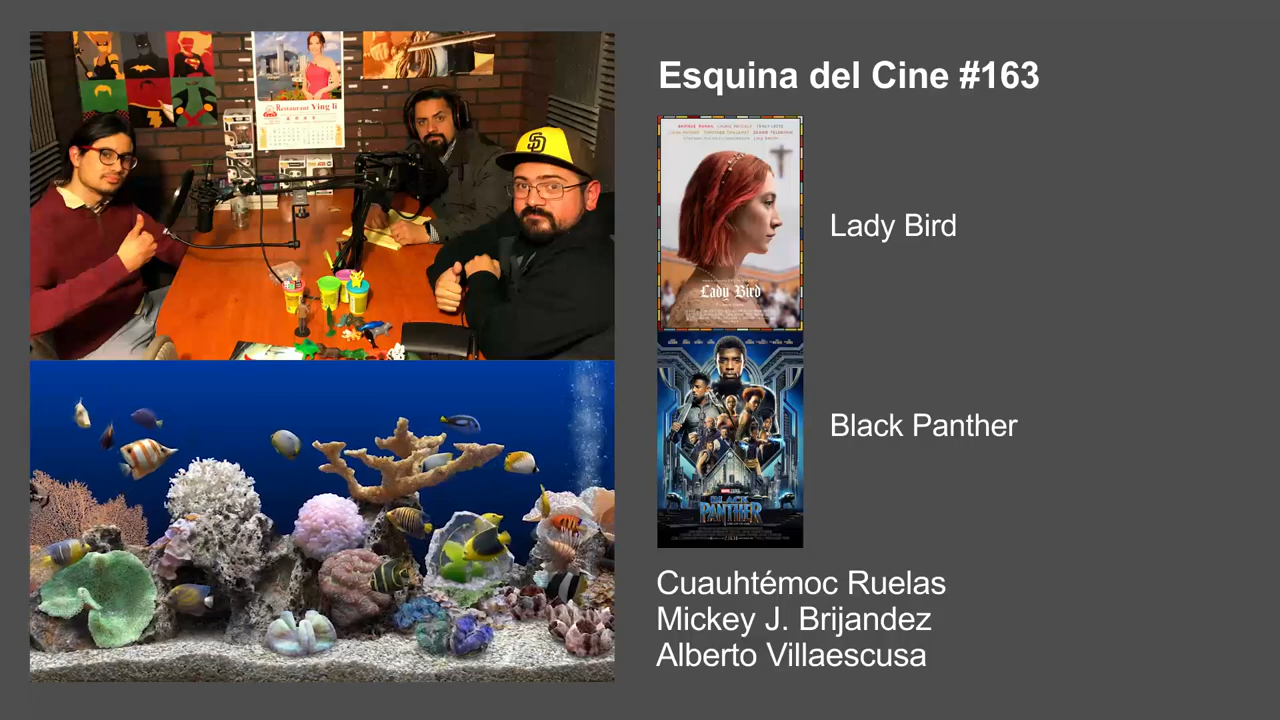 Esquina del Cine #163
Restaurant Ying li
SD
Lady Bird
Lady Bird
BLACK
PANTHER
Black Panther
Cuauhtémoc Ruelas
Mickey J. Brijandez
Alberto Villaescusa